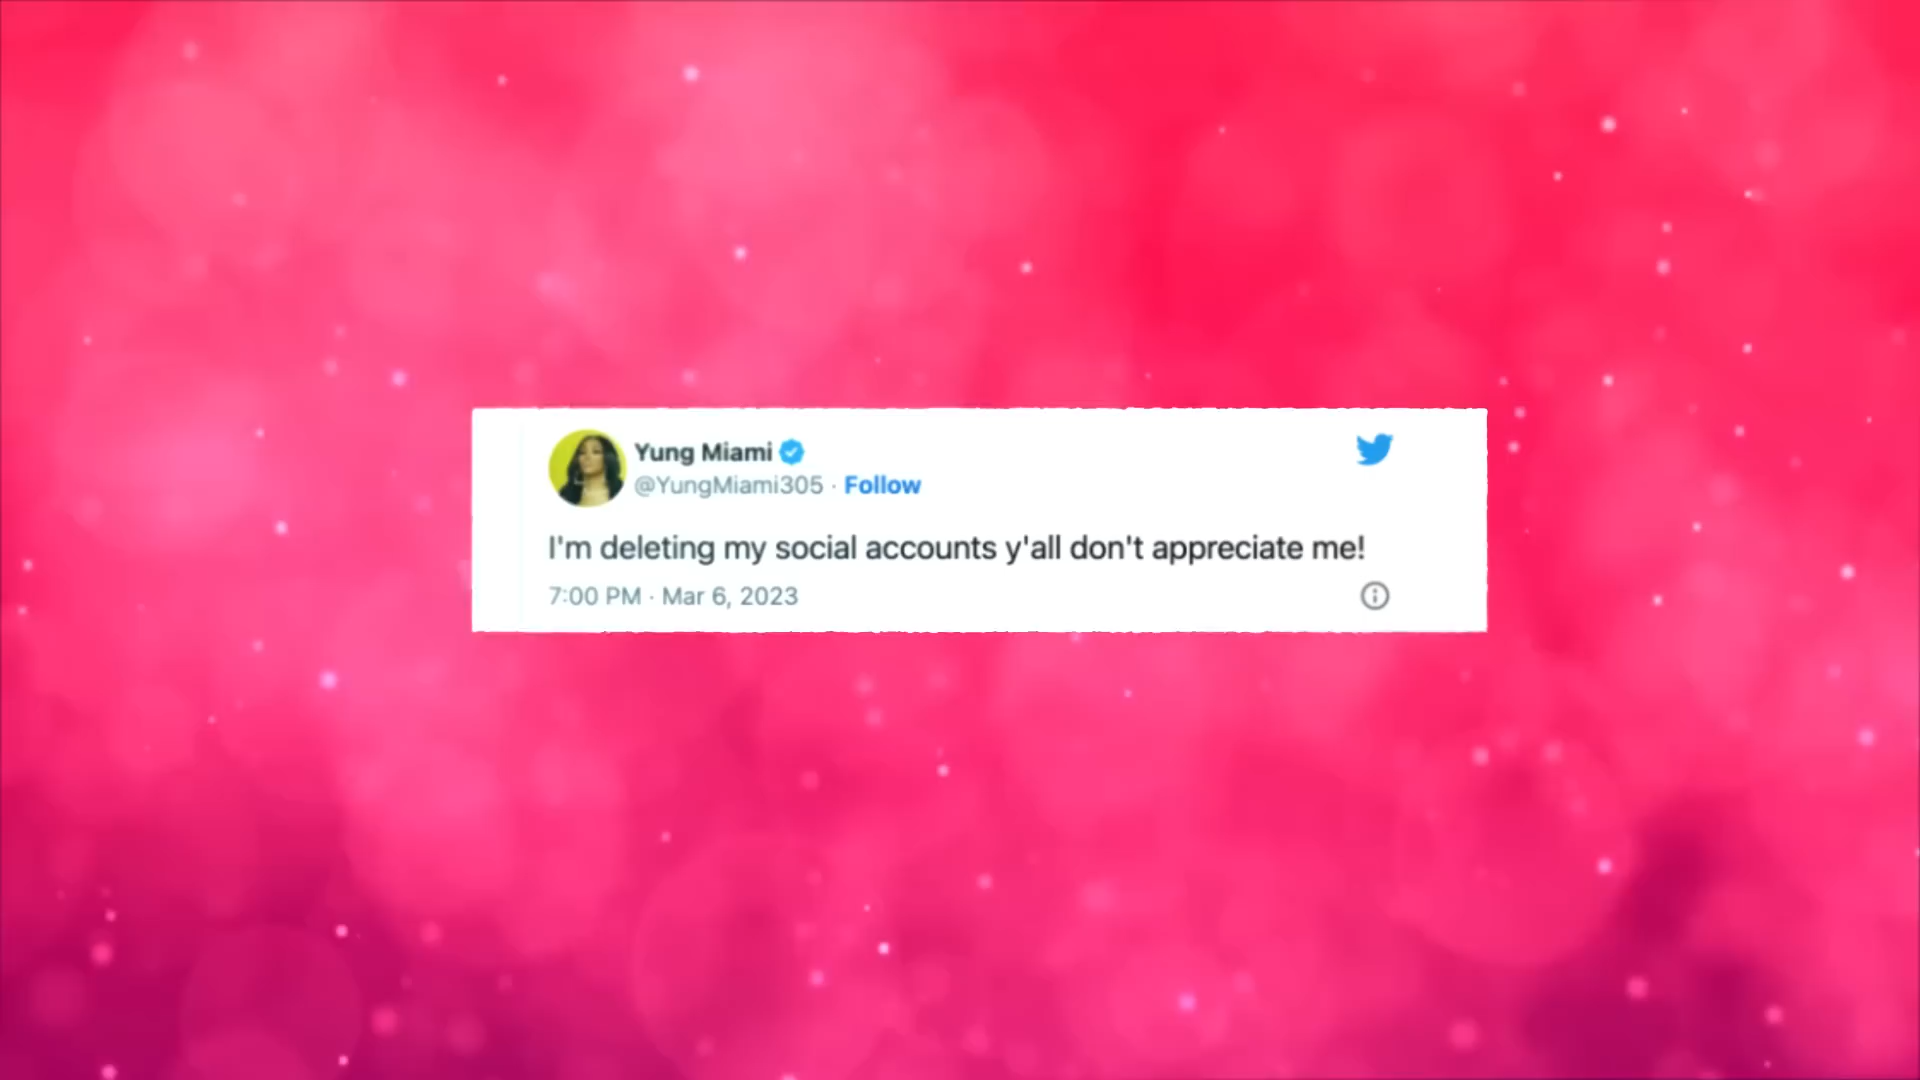 Yung Miami
@YungMiami305 · Follow
I'm deleting my social accounts y'all don't appreciate me!
7:00 PM · Mar 6, 2023